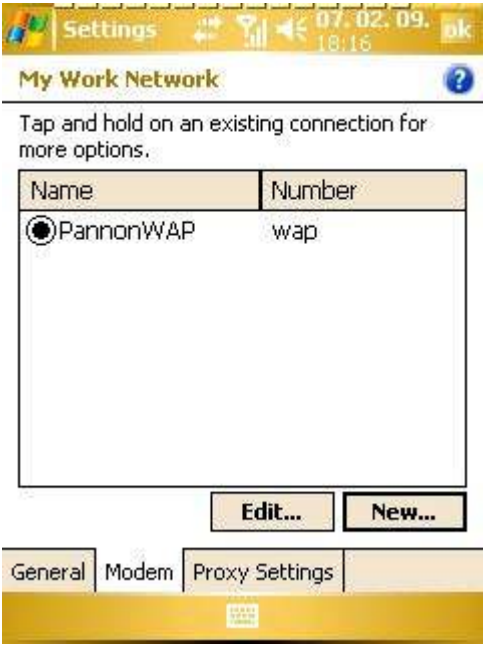 Settings
07. 02. 09.
18:16
ok
My Work Network
?
Tap and hold on an existing connection for
more options.
Name Number
PannonWAP wap
Edit... New...
General Modem Proxy Settings